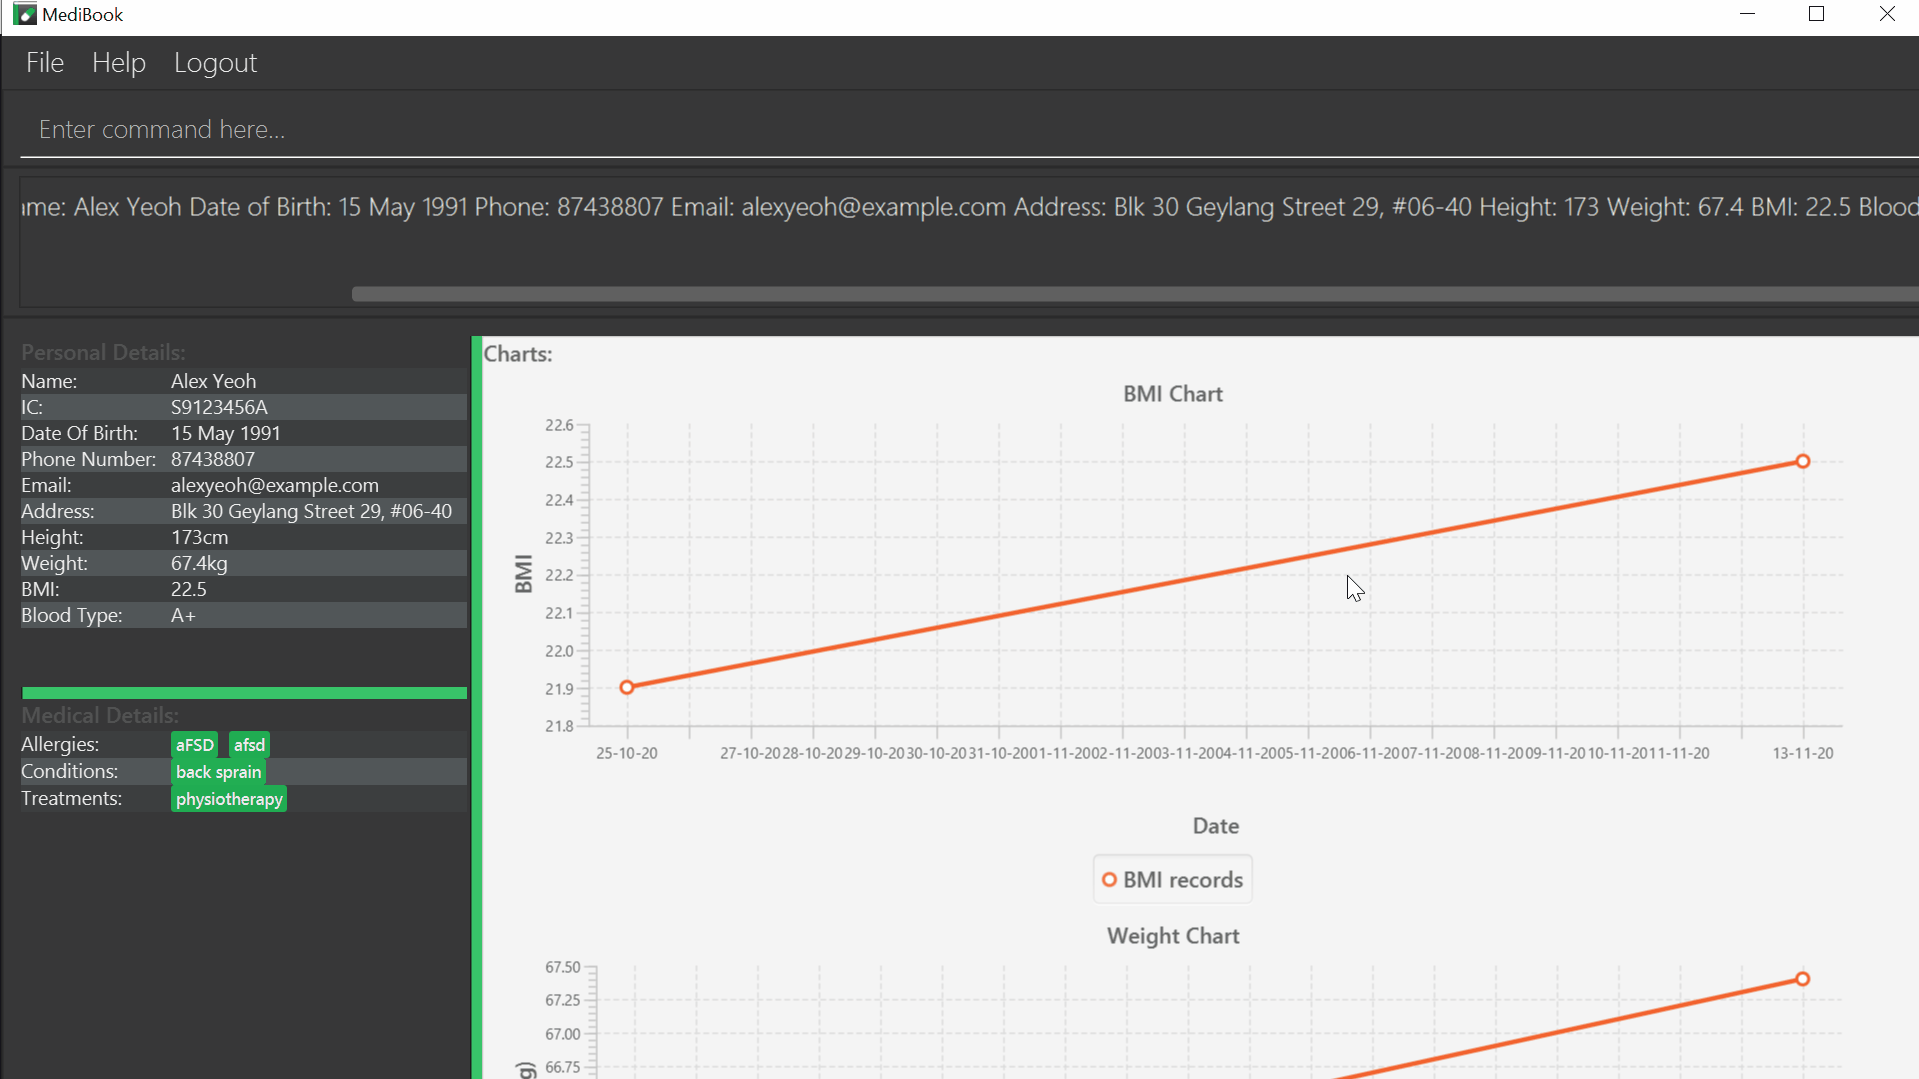 MediBook
File Help Logout
Enter command here...
me: Alex Yeoh Date of Birth: 15 May 1991 Phone: 87438807 Email: alexyeoh@example.com Address: Blk 30 Geylang Street 29, #06-40 Height: 173 Weight: 67.4 BMI: 22.5 Blood
Personal Details:
Name: Alex Yeoh
IC: S9123456A
Date Of Birth: 15 May 1991
Phone Number: 87438807
Email: alexyeoh@example.com
Address: Blk 30 Geylang Street 29, #06-40
Height: 173cm
Weight: 67.4kg
BMI: 22.5
Blood Type: A+
Medical Details:
Allergies: aFSD afsd
Conditions: back sprain
Treatments: physiotherapy
Charts:
BMI Chart
22.6
22.5
22.4
22.3
22.2
22.1
22.0
21.9
21.8
BMI
25-10-20 27-10-20 28-10-20 29-10-20 30-10-20 31-10-20 01-11-20 02-11-20 03-11-20 04-11-20 05-11-20 06-11-20 07-11-20 08-11-20 09-11-20 10-11-20 11-11-20 13-11-20
Date
BMI records
Weight Chart
67.50
67.25
67.00
66.75
g)